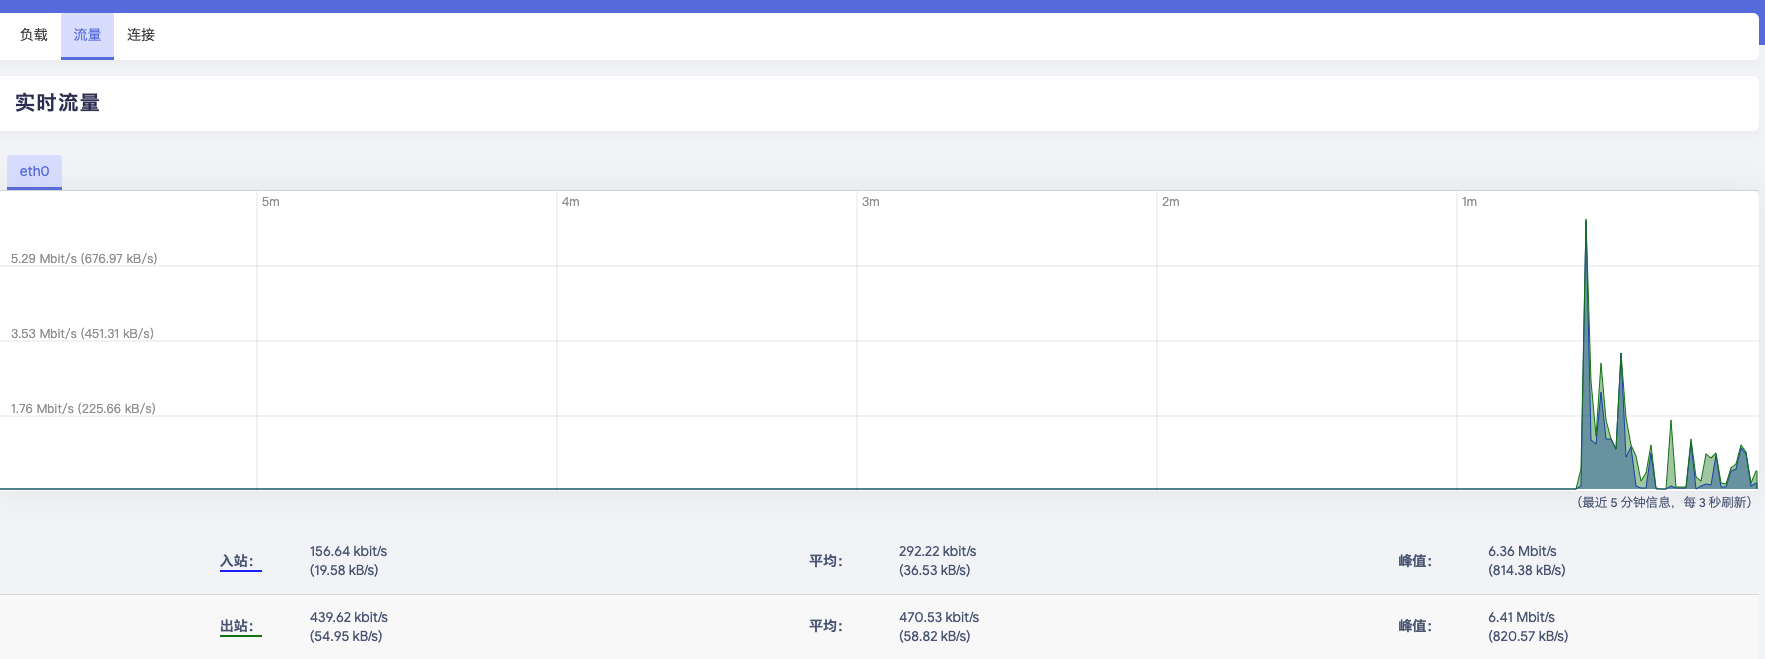 负载 流量 连接
实时流量
eth0
5m 4m 3m 2m 1m
5.29 Mbit/s (676.97 kB/s)
3.53 Mbit/s (451.31 kB/s)
1.76 Mbit/s (225.66 kB/s)
(最近 5 分钟信息，每 3 秒刷新)
入站： 156.64 kbit/s
(19.58 kB/s)
平均： 292.22 kbit/s
(36.53 kB/s)
峰值： 6.36 Mbit/s
(814.38 kB/s)
出站： 439.62 kbit/s
(54.95 kB/s)
平均： 470.53 kbit/s
(58.82 kB/s)
峰值： 6.41 Mbit/s
(820.57 kB/s)